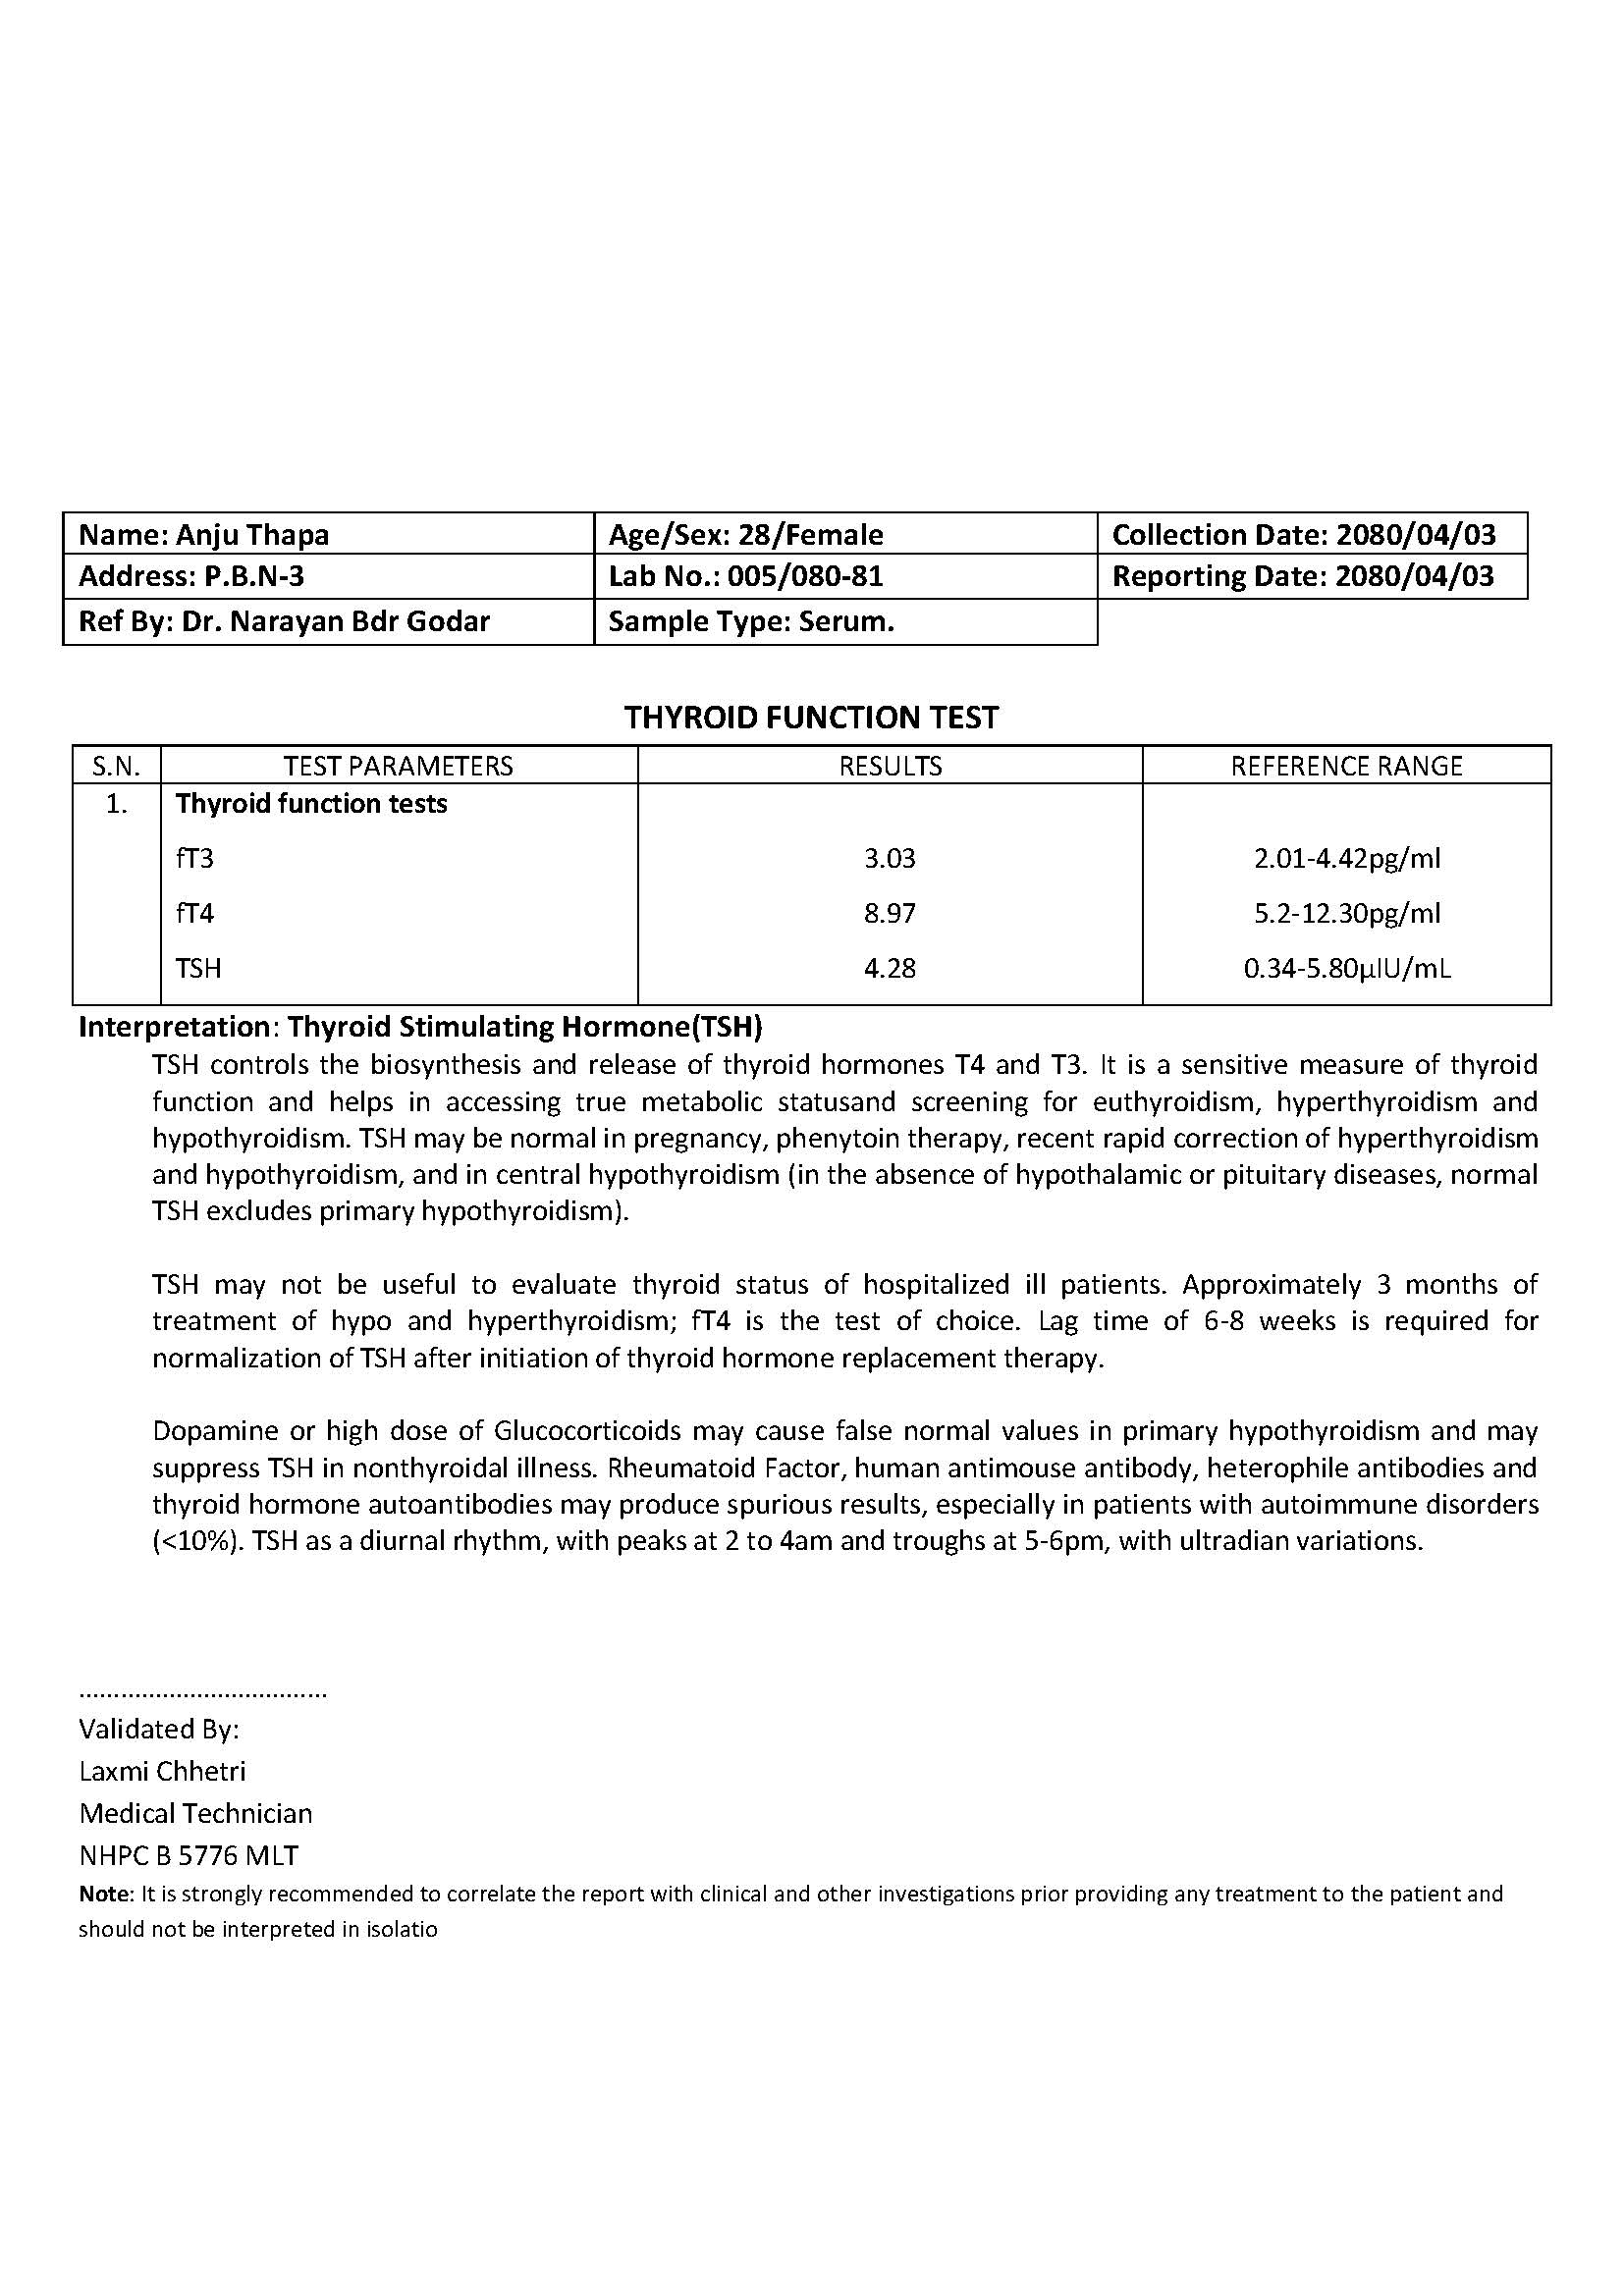 Name: Anju Thapa Age/Sex: 28/Female Collection Date: 2080/04/03
Address: P.B.N-3 Lab No.: 005/080-81 Reporting Date: 2080/04/03
Ref By: Dr. Narayan Bdr Godar Sample Type: Serum.
THYROID FUNCTION TEST
S.N. TEST PARAMETERS RESULTS REFERENCE RANGE
1. Thyroid function tests
fT3 3.03 2.01-4.42pg/ml
fT4 8.97 5.2-12.30pg/ml
TSH 4.28 0.34-5.80µIU/mL
Interpretation: Thyroid Stimulating Hormone(TSH)
TSH controls the biosynthesis and release of thyroid hormones T4 and T3. It is a sensitive measure of thyroid
function and helps in accessing true metabolic statusand screening for euthyroidism, hyperthyroidism and
hypothyroidism. TSH may be normal in pregnancy, phenytoin therapy, recent rapid correction of hyperthyroidism
and hypothyroidism, and in central hypothyroidism (in the absence of hypothalamic or pituitary diseases, normal
TSH excludes primary hypothyroidism).
TSH may not be useful to evaluate thyroid status of hospitalized ill patients. Approximately 3 months of
treatment of hypo and hyperthyroidism; fT4 is the test of choice. Lag time of 6-8 weeks is required for
normalization of TSH after initiation of thyroid hormone replacement therapy.
Dopamine or high dose of Glucocorticoids may cause false normal values in primary hypothyroidism and may
suppress TSH in nonthyroidal illness. Rheumatoid Factor, human antimouse antibody, heterophile antibodies and
thyroid hormone autoantibodies may produce spurious results, especially in patients with autoimmune disorders
(<10%). TSH as a diurnal rhythm, with peaks at 2 to 4am and troughs at 5-6pm, with ultradian variations.
....................................
Validated By:
Laxmi Chhetri
Medical Technician
NHPC B 5776 MLT
Note: It is strongly recommended to correlate the report with clinical and other investigations prior providing any treatment to the patient and
should not be interpreted in isolatio